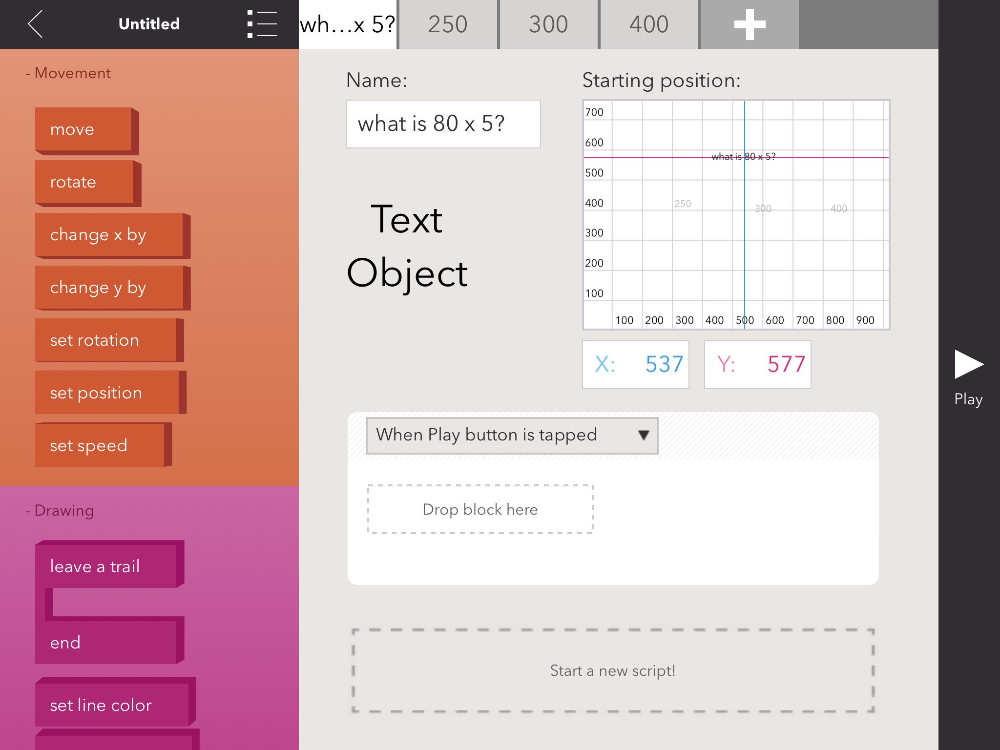 Untitled
wh...x 5?
250
300
400
- Movement
move
rotate
change x by
change y by
set rotation
set position
set speed
- Drawing
leave a trail
end
set line color
Name:
what is 80 x 5?
Text
Object
Starting position:
700
600
what is 80 x 5?
500
400
250
300
400
300
200
100
100 200 300 400 500 600 700 800 900
X: 537
Y: 577
When Play button is tapped
Drop block here
Start a new script!
Play